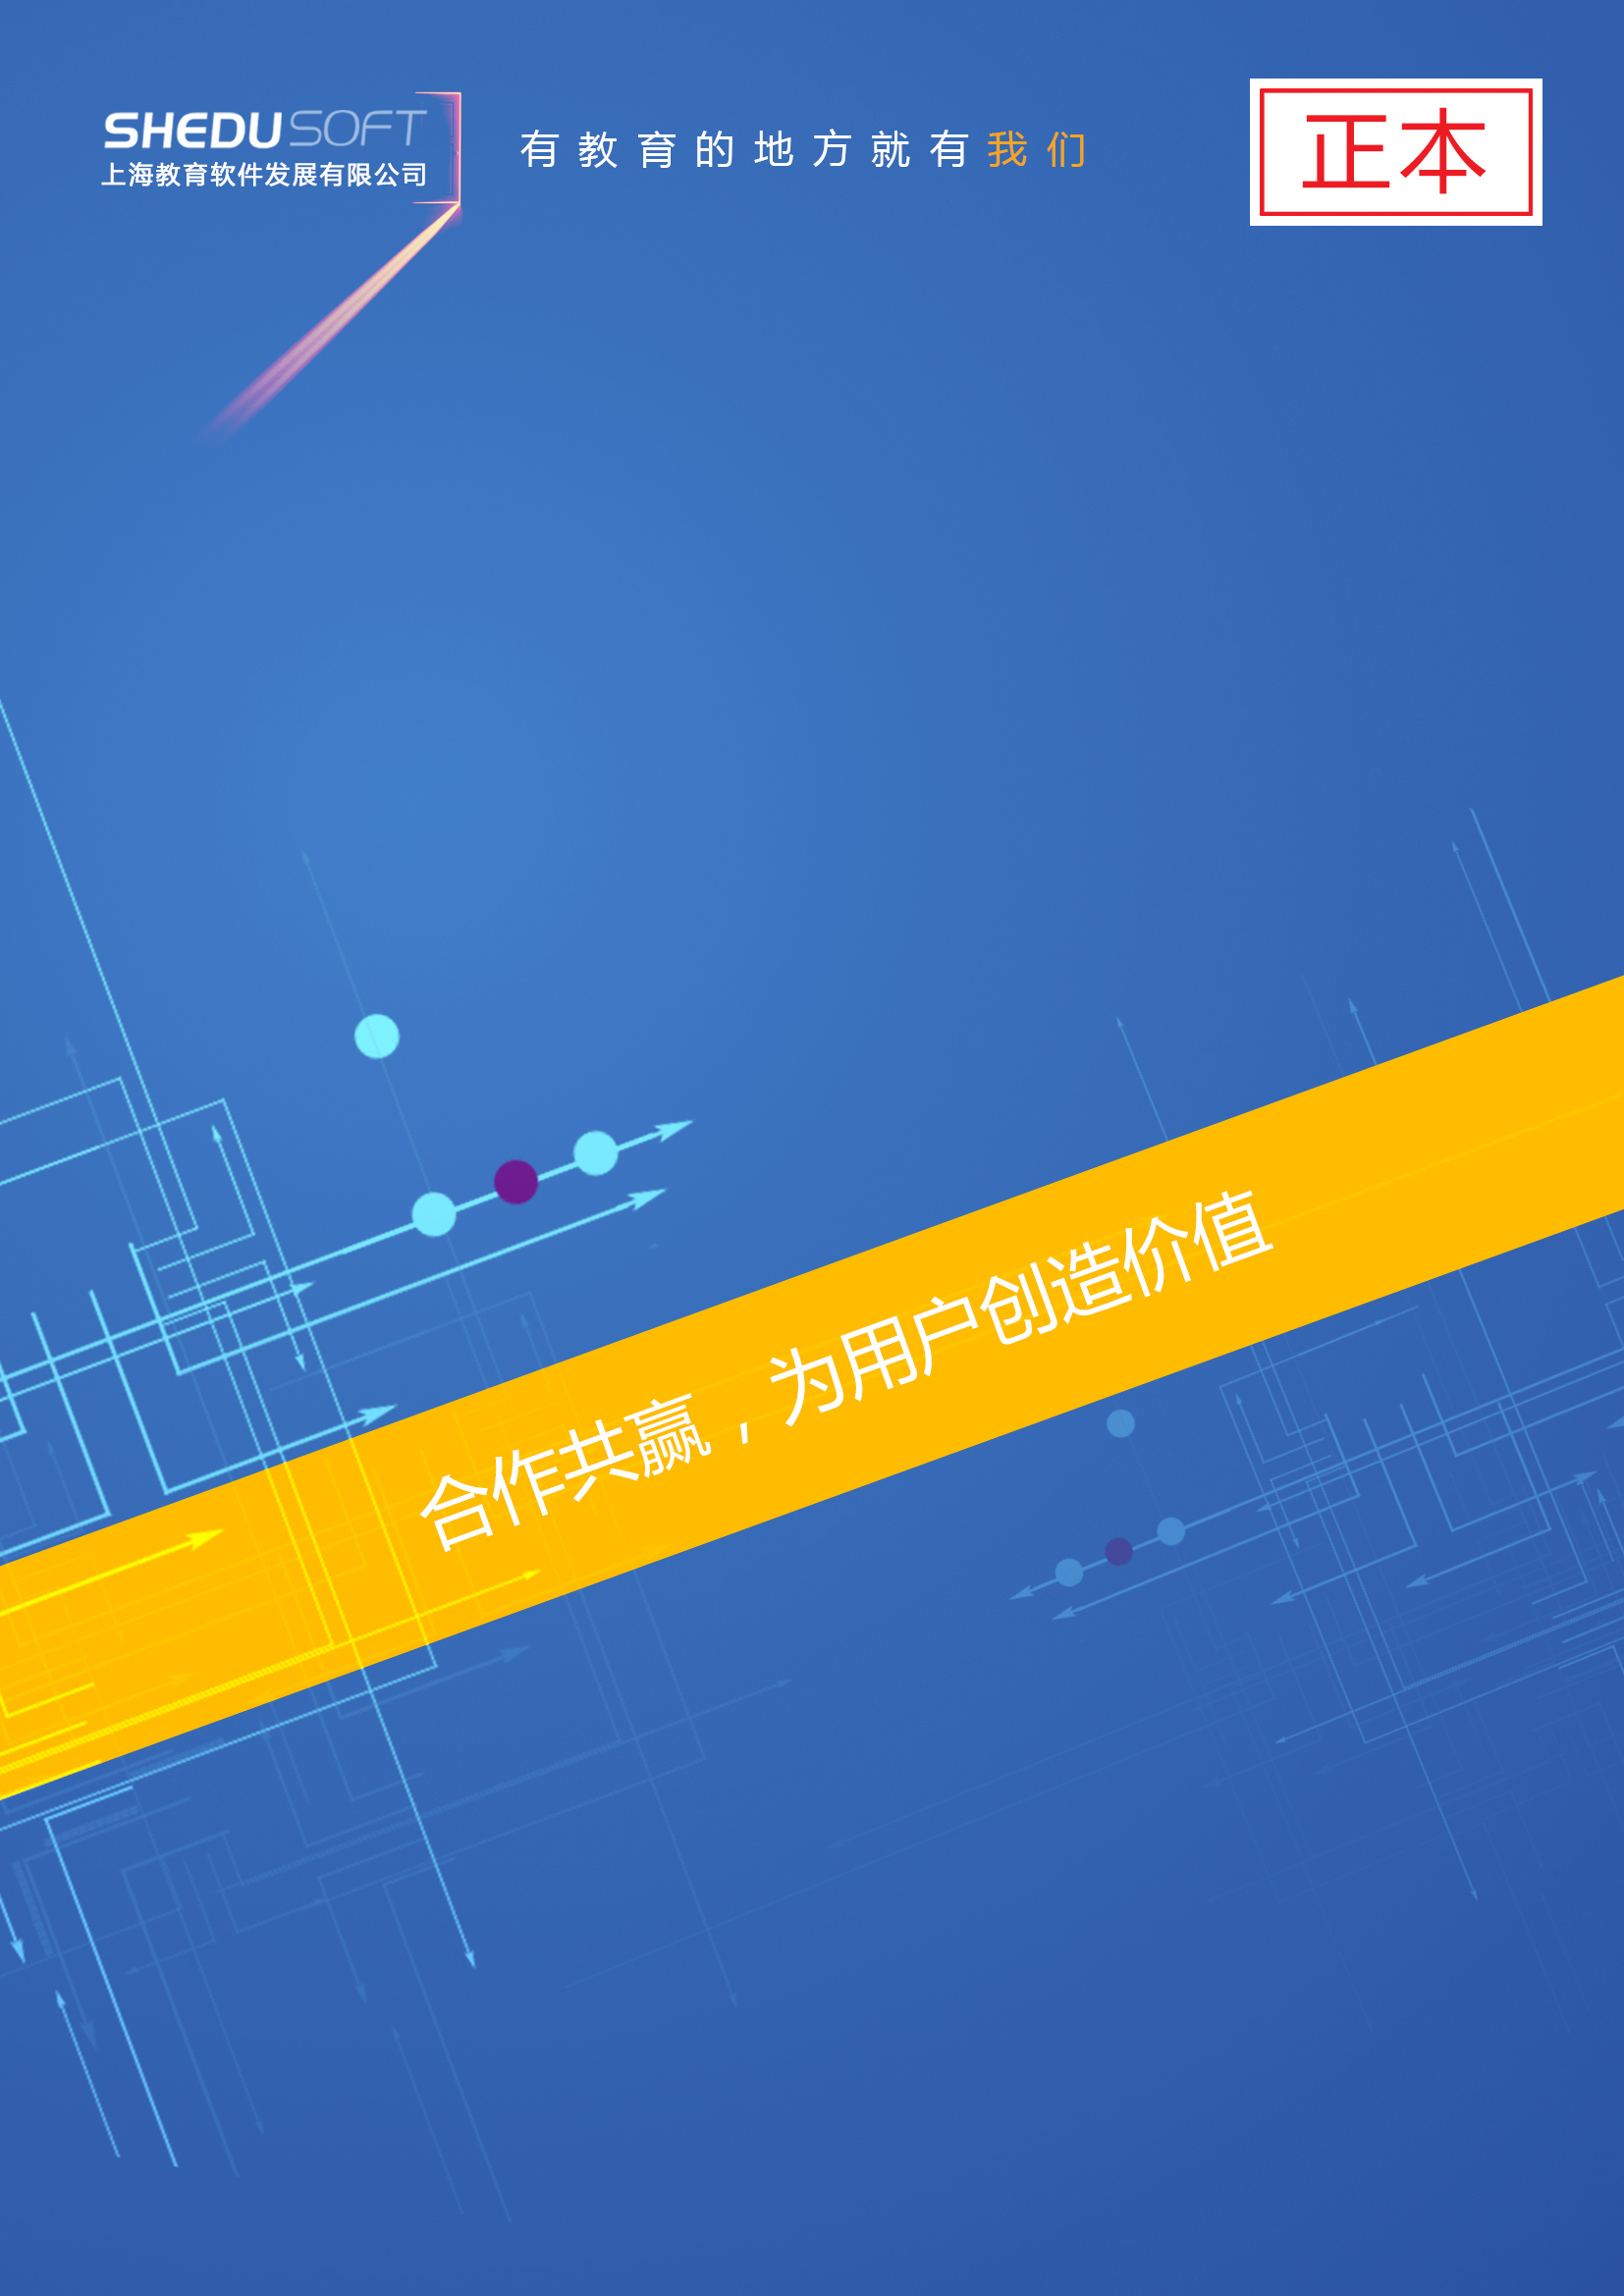 SHEDUSOFT
上海教育软件发展有限公司
有教育的地方就有我们
正本
合作共赢，为用户创造价值